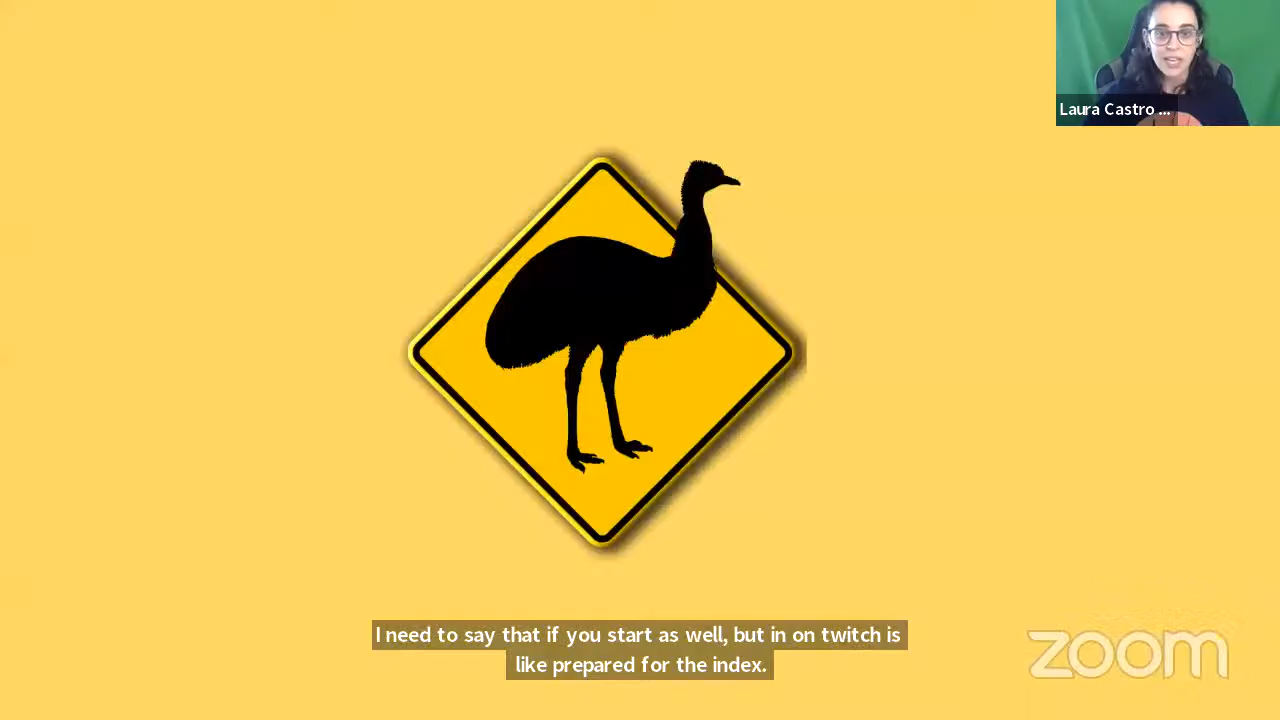 Laura Castro ...
I need to say that if you start as well, but in on twitch is
like prepared for the index.
zoom